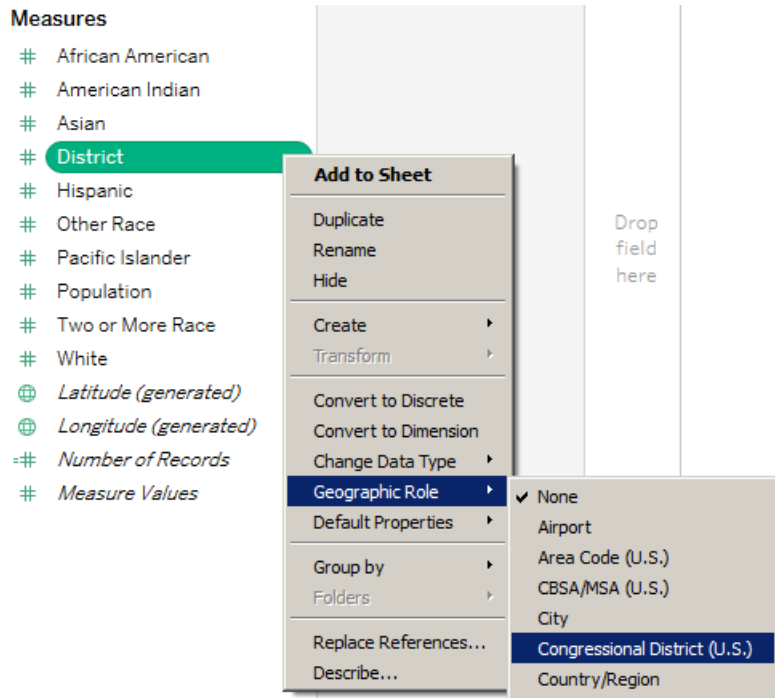 Measures
# African American
# American Indian
# Asian
# District
# Hispanic
# Other Race
# Pacific Islander
# Population
# Two or More Race
# White
Latitude (generated)
Longitude (generated)
=# Number of Records
# Measure Values
Add to Sheet
Duplicate
Rename
Hide
Create
Transform
Convert to Discrete
Convert to Dimension
Change Data Type
Geographic Role
Default Properties
Group by
Folders
Replace References...
Describe...
None
Airport
Area Code (U.S.)
CBSA/MSA (U.S.)
City
Congressional District (U.S.)
Country/Region
Drop
field
here